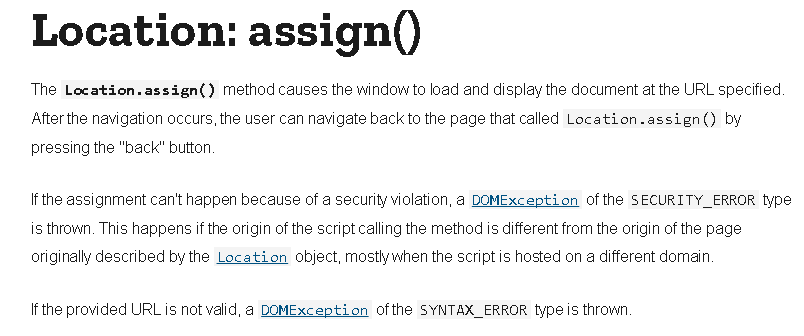 Location: assign()
The Location.assign() method causes the window to load and display the document at the URL specified.
After the navigation occurs, the user can navigate back to the page that called Location.assign() by
pressing the "back" button.
If the assignment can't happen because of a security violation, a DOMException of the SECURITY_ERROR type
is thrown. This happens if the origin of the script calling the method is different from the origin of the page
originally described by the Location object, mostly when the script is hosted on a different domain.
If the provided URL is not valid, a DOMException of the SYNTAX_ERROR type is thrown.